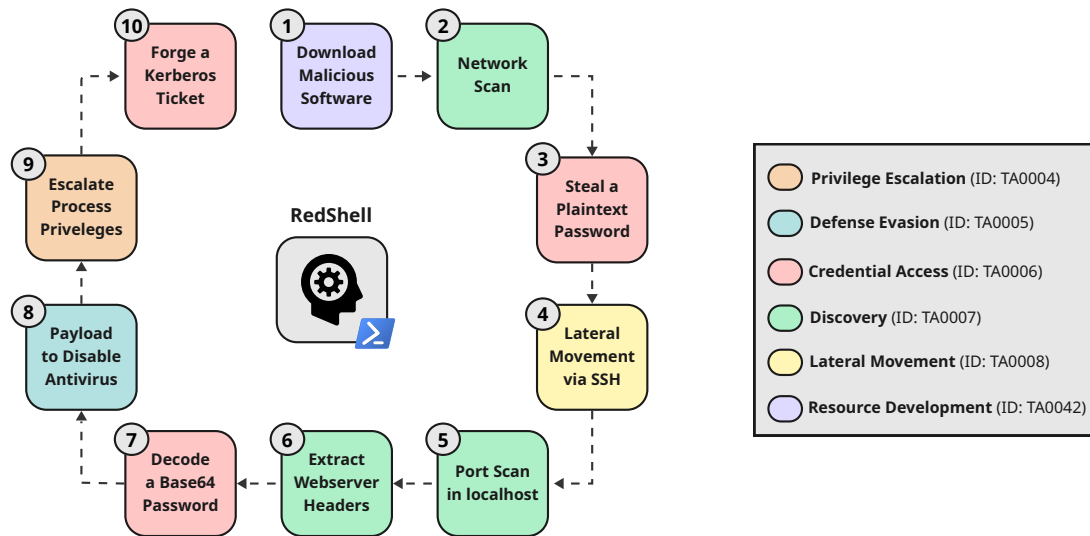 1
Download
Malicious
Software
2
Network
Scan
3
Steal a
Plaintext
Password
4
Lateral
Movement
via SSH
5
Port Scan
in localhost
6
Extract
Webserver
Headers
7
Decode
a Base64
Password
8
Payload
to Disable
Antivirus
9
Escalate
Process
Priveleges
10
Forge a
Kerberos
Ticket
RedShell
Privilege Escalation (ID: TA0004)
Defense Evasion (ID: TA0005)
Credential Access (ID: TA0006)
Discovery (ID: TA0007)
Lateral Movement (ID: TA0008)
Resource Development (ID: TA0042)